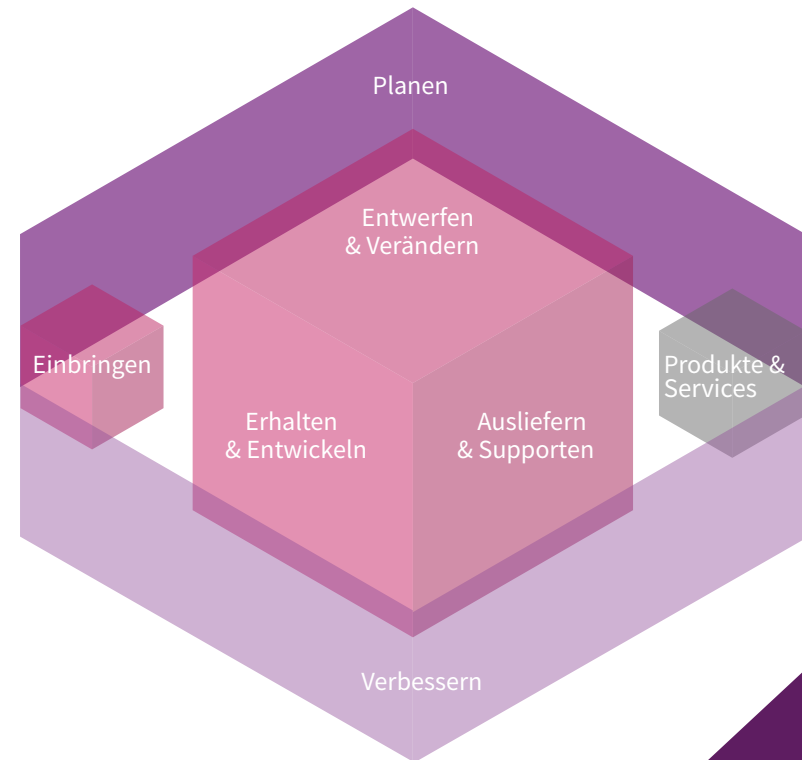 Planen
Entwerfen
& Verändern
Einbringen
Produkte &
Services
Erhalten
& Entwickeln
Ausliefern
& Supporten
Verbessern